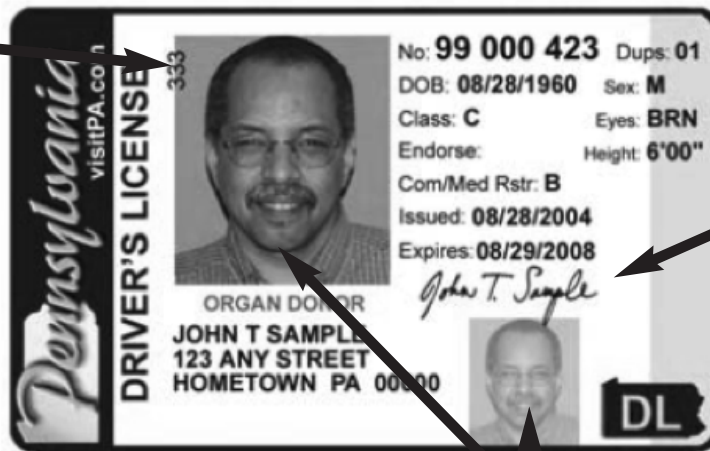 Pennsylvania
visitPA.com
DRIVER'S LICENSE
333
No: 99 000 423 Dups: 01
DOB: 08/28/1960 Sex: M
Class: C Eyes: BRN
Endorse: Height: 6'00"
Com/Med Rstr: B
Issued: 08/28/2004
Expires: 08/29/2008
John T. Sample
ORGAN DONOR
JOHN T SAMPLE
123 ANY STREET
HOMETOWN PA 00000
DL